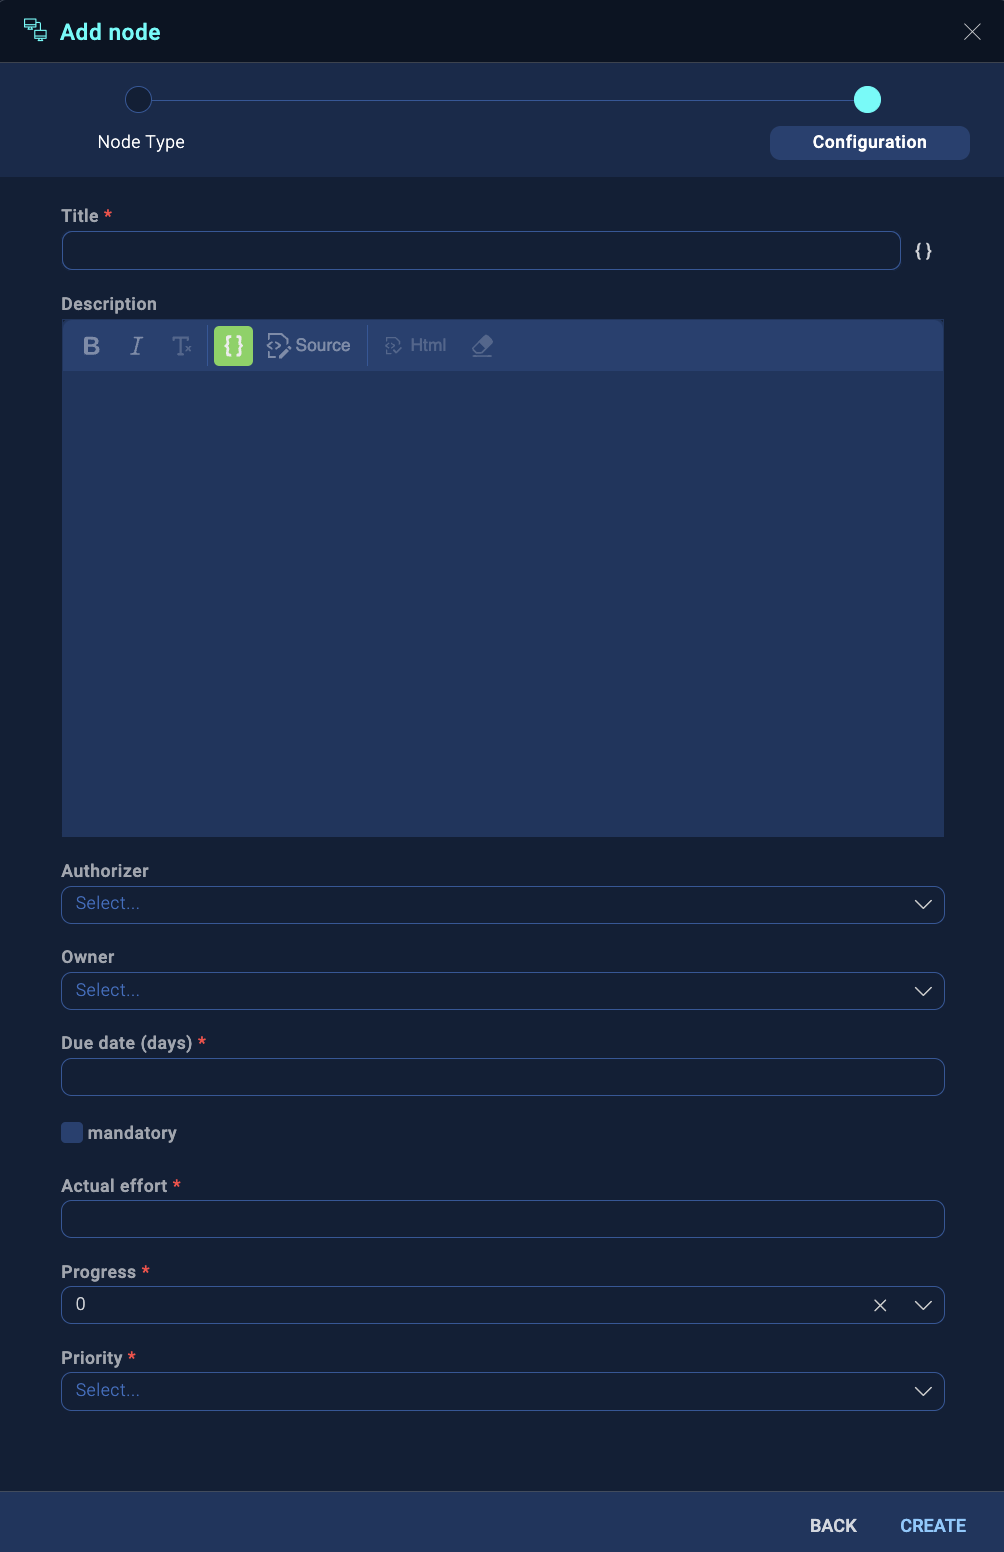 Add node
Node Type
Configuration
Title *
{ }
Description
B I Tx { } Source Html
Authorizer
Select...
Owner
Select...
Due date (days) *
mandatory
Actual effort *
Progress *
0
Priority *
Select...
BACK CREATE